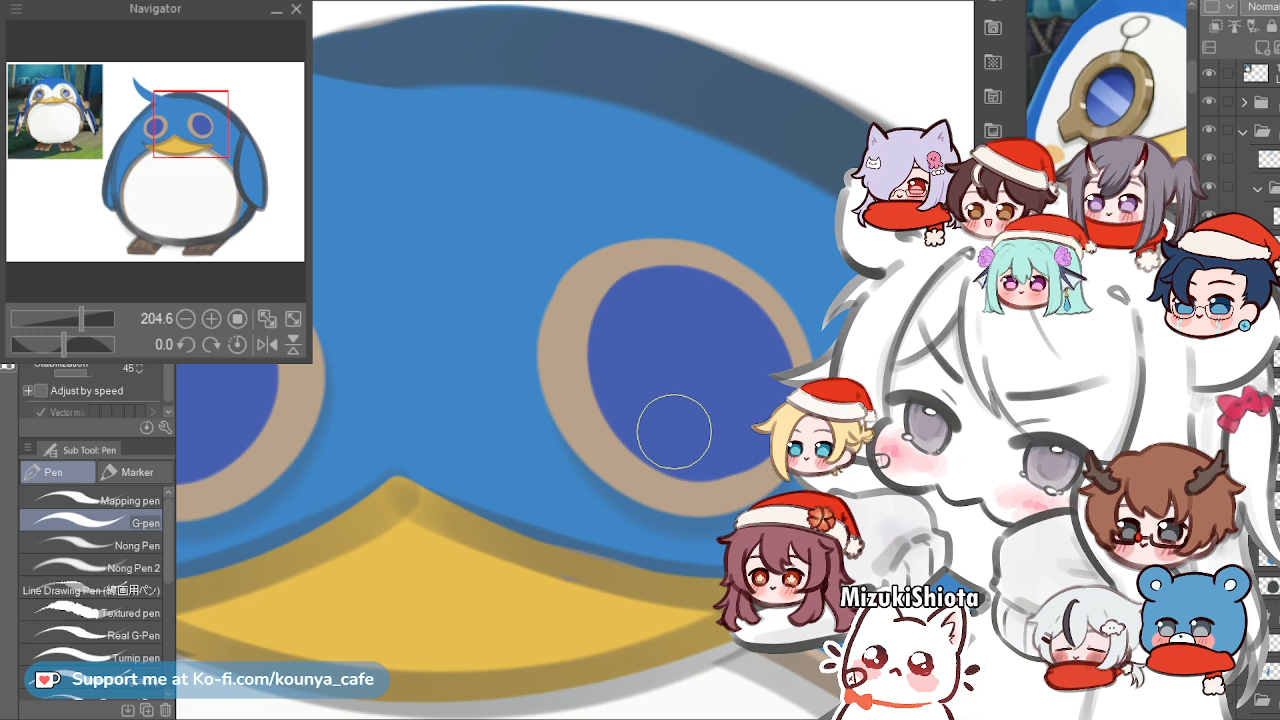 Navigator
Norma
204.6
0.0
45
Adjust by speed
Sub Tool: Pen
Pen
Marker
Mapping pen
G-pen
Nong Pen
Nong Pen 2
Line Drawing Pen (線画用ペン)
Textured pen
Real G-Pen
Turnip pen
Support me at Ko-fi.com/kounya_cafe
MizukiShiota